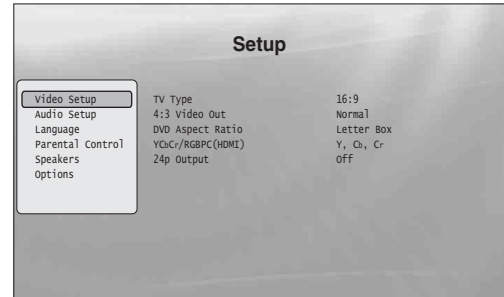 Setup
Video Setup TV Type 16:9
Audio Setup 4:3 Video Out Normal
Language DVD Aspect Ratio Letter Box
Parental Control YCbCr/RGBPC(HDMI) Y, Cb, Cr
Speakers 24p Output Off
Options